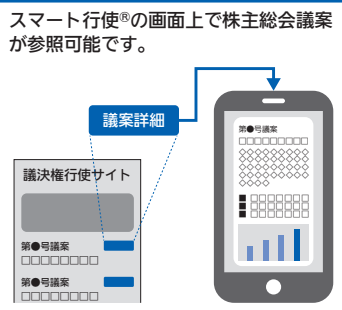 スマート行使®の画面上で株主総会議案
が参照可能です。
議案詳細
議決権行使サイト
第●号議案
□□□□□□□□
第●号議案
□□□□□□□□
第●号議案
□□□□□□□□□
◇◇◇◇◇◇◇◇◇
◇◇◇◇◇◇◇◇◇
◇◇◇◇◇◇◇◇◇
◇◇◇◇
■ □□□□□□□□
■ □□□□□□□□
■ □□□□□□□□